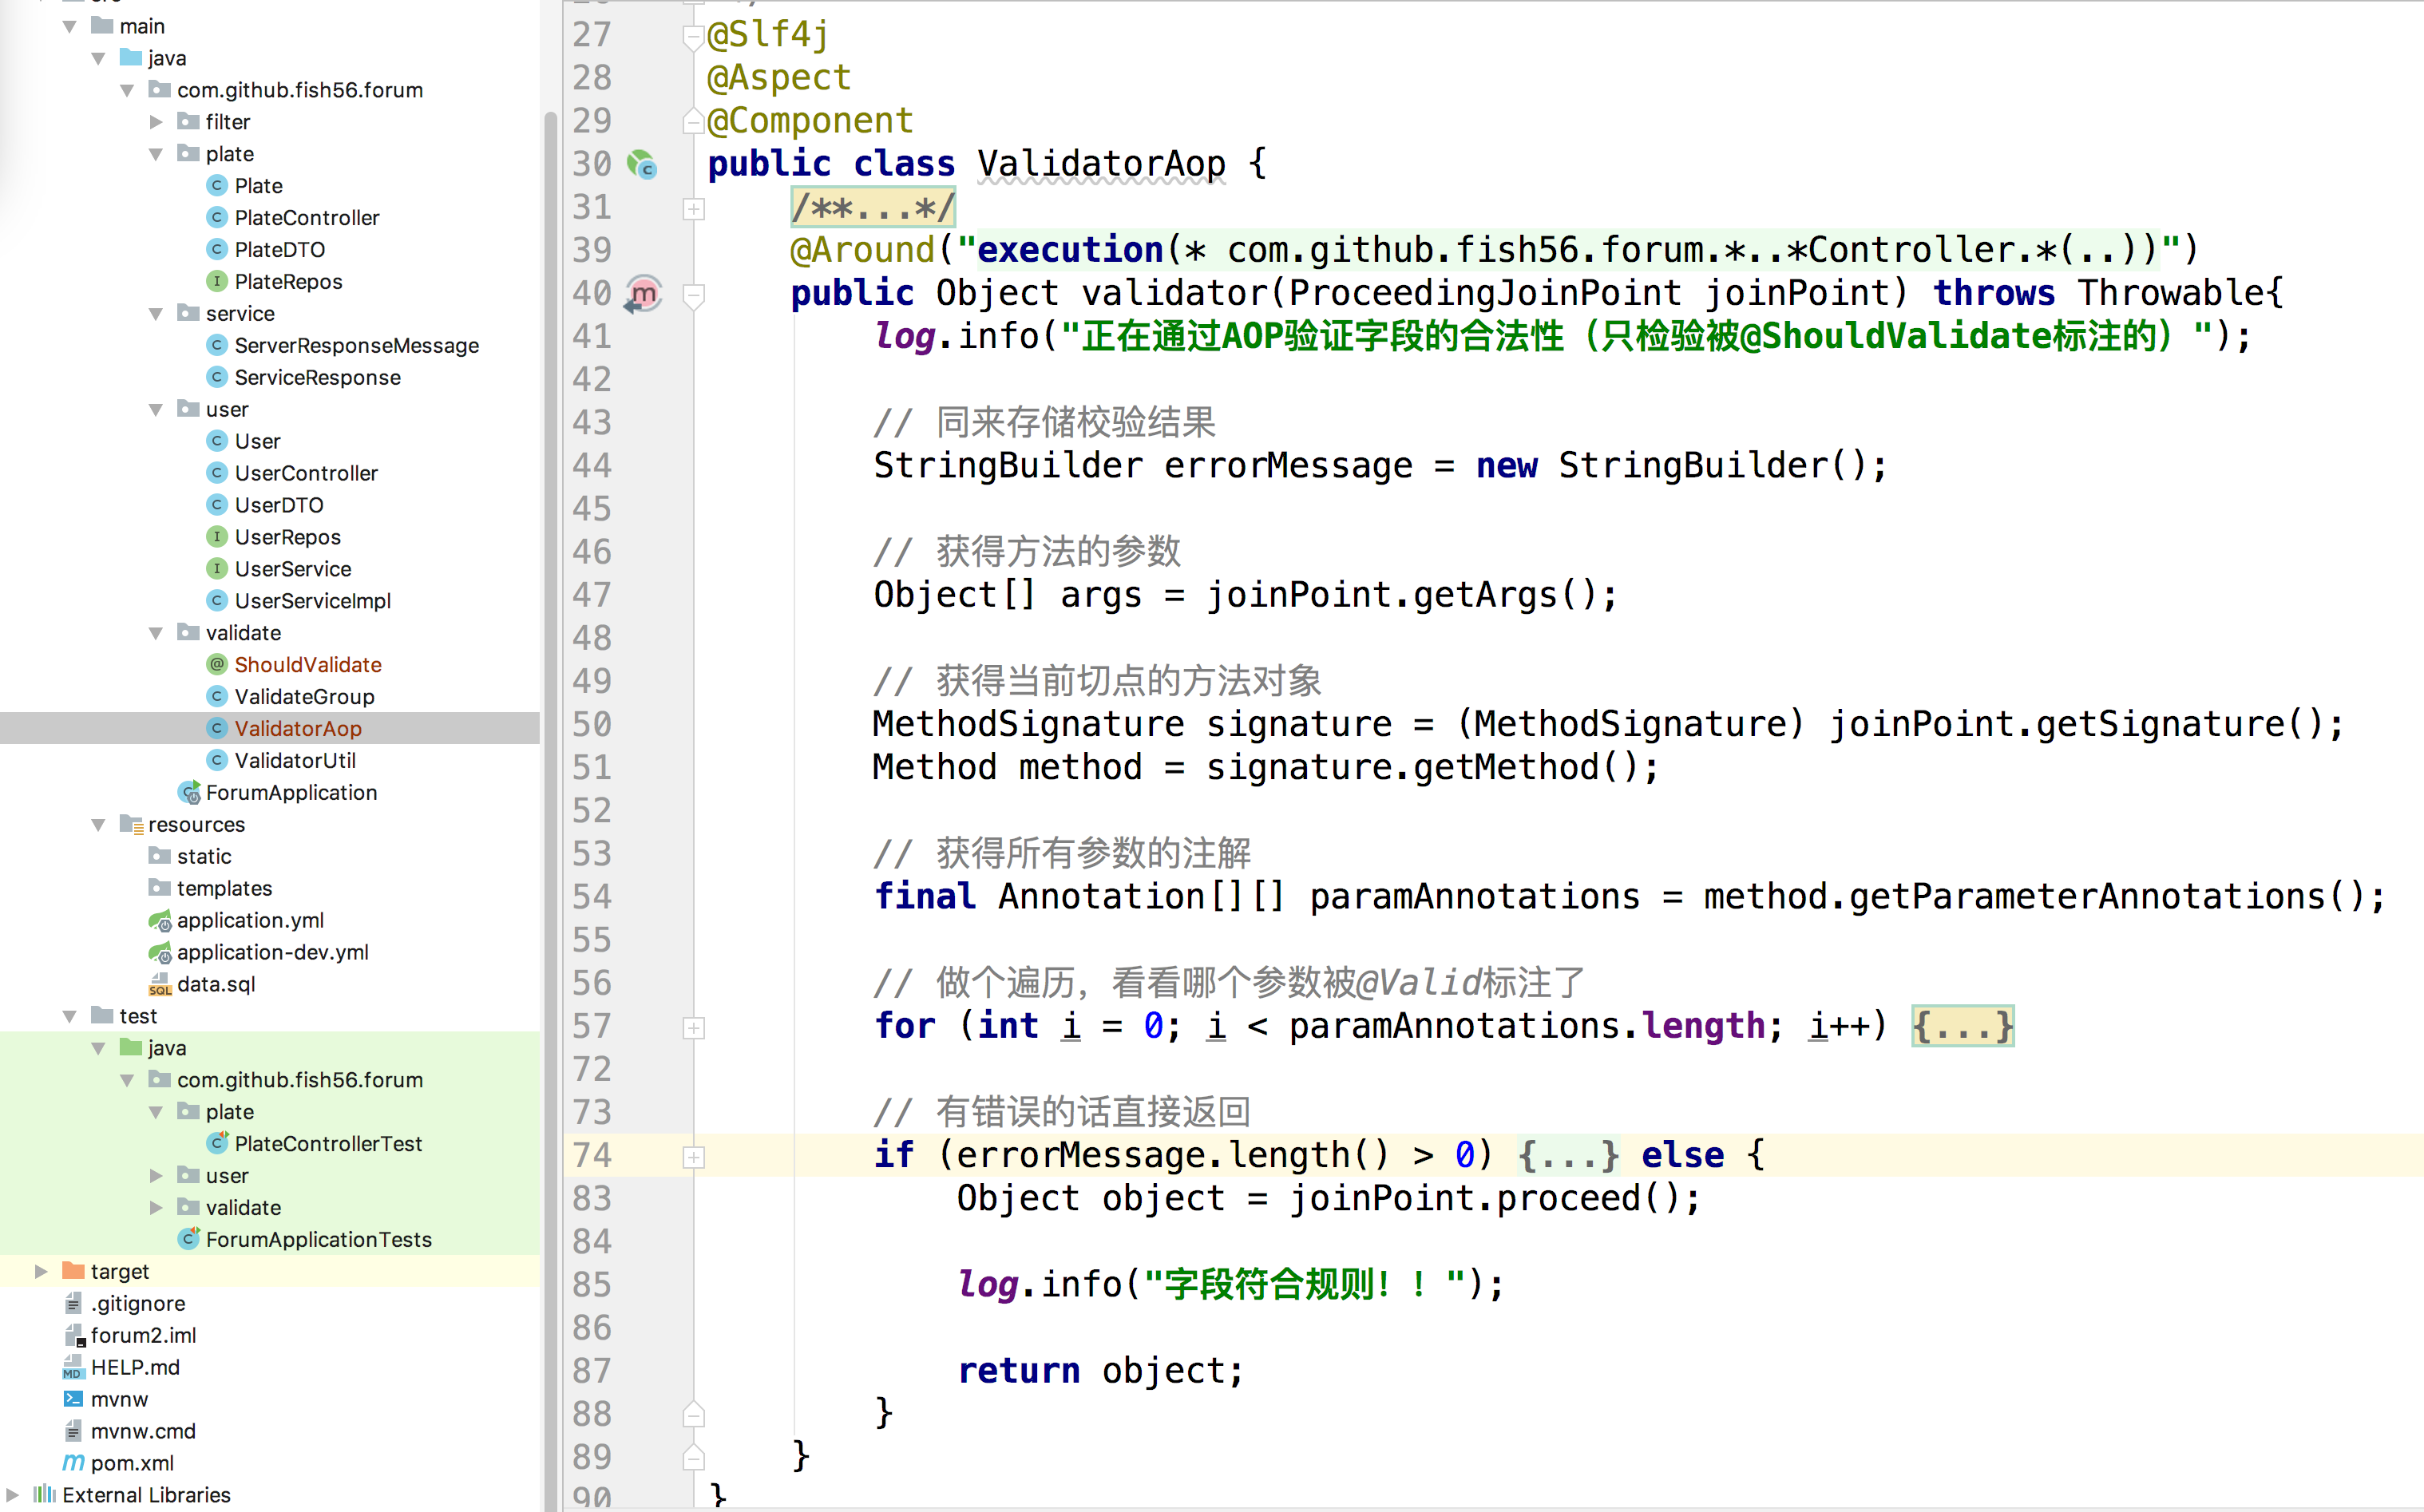 main
java
com.github.fish56.forum
filter
plate
Plate
PlateController
PlateDTO
PlateRepos
service
ServerResponseMessage
ServiceResponse
user
User
UserController
UserDTO
UserRepos
UserService
UserServiceImpl
validate
ShouldValidate
ValidateGroup
ValidatorAop
ValidatorUtil
ForumApplication
resources
static
templates
application.yml
application-dev.yml
data.sql
test
java
com.github.fish56.forum
plate
PlateControllerTest
user
validate
ForumApplicationTests
target
.gitignore
forum2.iml
HELP.md
mvnw
mvnw.cmd
pom.xml
External Libraries
27 @Slf4j
28 @Aspect
29 @Component
30 public class ValidatorAop {
31 /**...*/
39 @Around("execution(* com.github.fish56.forum.*..*Controller.*(..))")
40 public Object validator(ProceedingJoinPoint joinPoint) throws Throwable{
41 log.info("正在通过AOP验证字段的合法性（只检验被@ShouldValidate标注的）");
42
43 // 同来存储校验结果
44 StringBuilder errorMessage = new StringBuilder();
45
46 // 获得方法的参数
47 Object[] args = joinPoint.getArgs();
48
49 // 获得当前切点的方法对象
50 MethodSignature signature = (MethodSignature) joinPoint.getSignature();
51 Method method = signature.getMethod();
52
53 // 获得所有参数的注解
54 final Annotation[][] paramAnnotations = method.getParameterAnnotations();
55
56 // 做个遍历，看看哪个参数被@Valid标注了
57 for (int i = 0; i < paramAnnotations.length; i++) {...}
72
73 // 有错误的话直接返回
74 if (errorMessage.length() > 0) {...} else {
83 Object object = joinPoint.proceed();
84
85 log.info("字段符合规则！！");
86
87 return object;
88 }
89 }
90 }